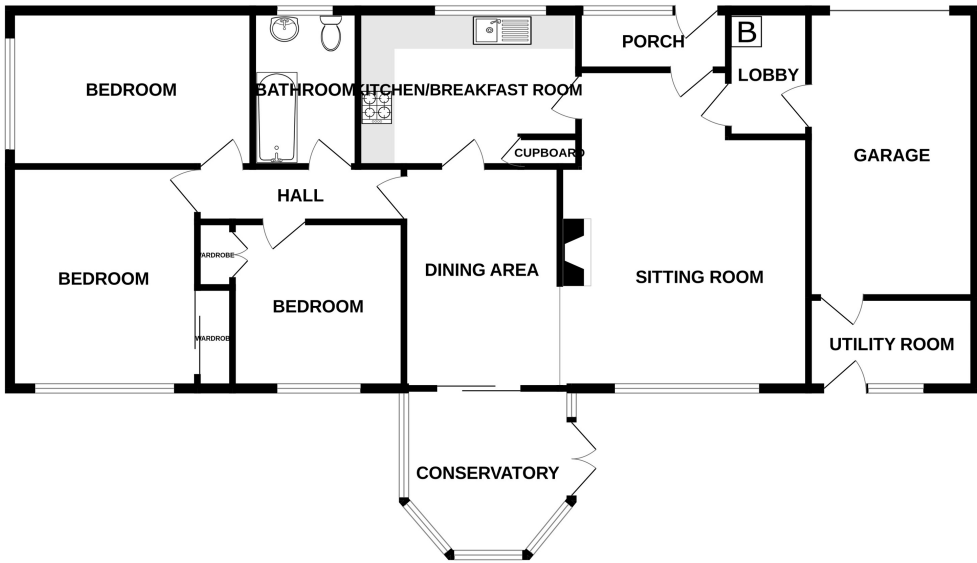 B
PORCH
LOBBY
BEDROOM
BATHROOM
KITCHEN/BREAKFAST ROOM
CUPBOARD
GARAGE
HALL
WARDROBE
BEDROOM
DINING AREA
SITTING ROOM
BEDROOM
WARDROBE
UTILITY ROOM
CONSERVATORY